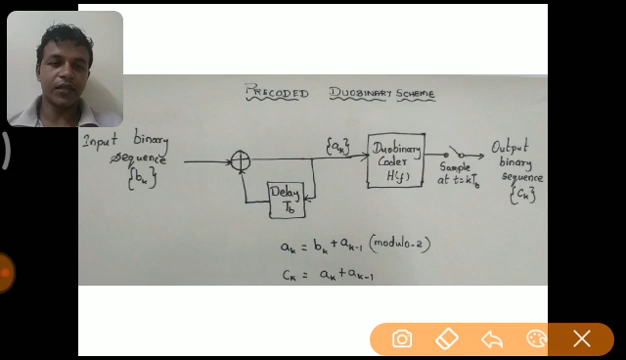 PRECODED DUOBINARY SCHEME
Input binary
sequence
{bk}
{ak}
Delay
Tb
Duobinary
Coder
H(f)
Sample
at t=kTb
Output
binary
sequence
{ck}
ak = bk + ak-1 (modulo-2)
ck = ak + ak-1